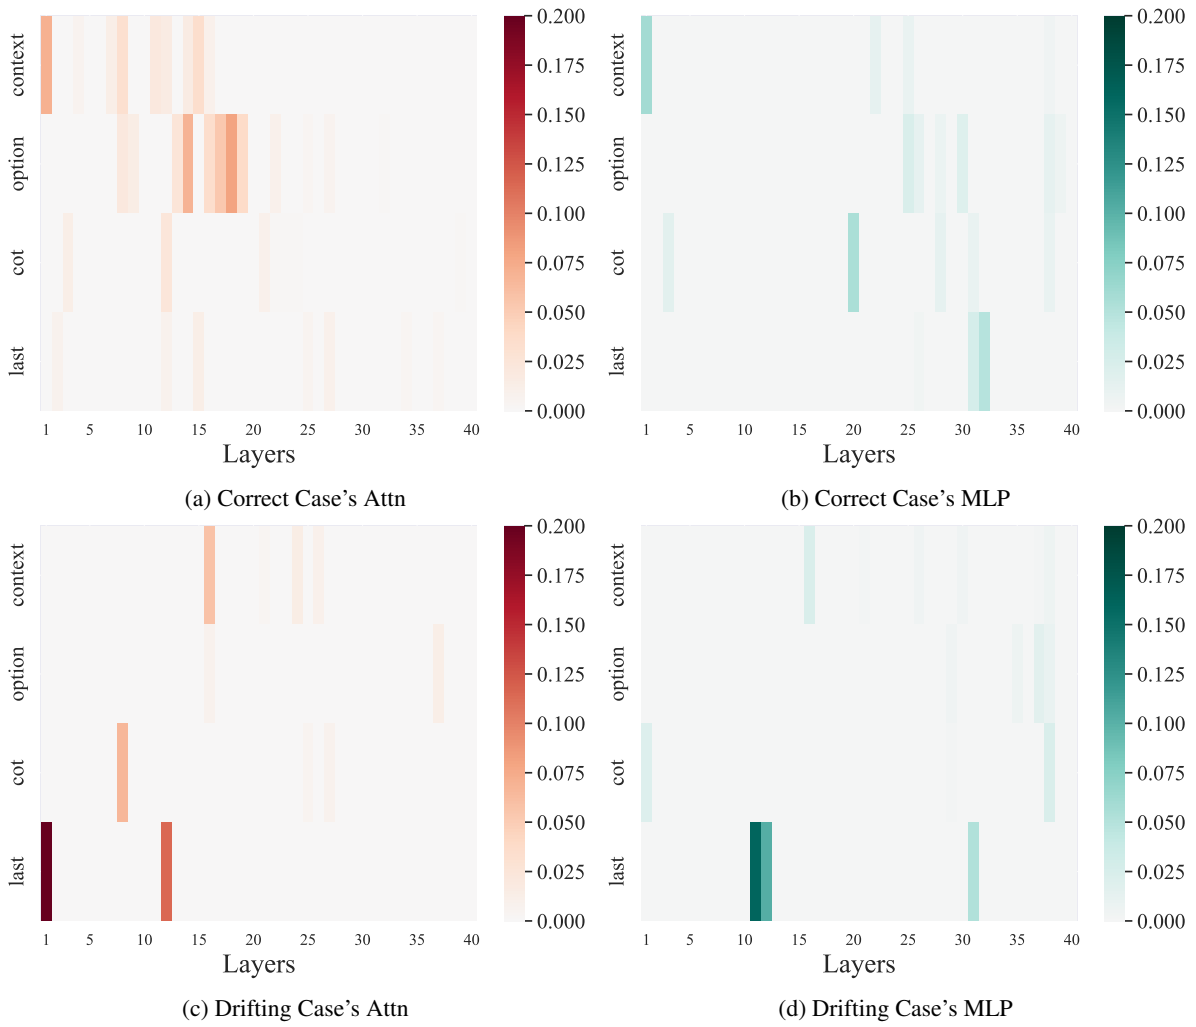 context
option
cot
last
1 5 10 15 20 25 30 35 40
Layers
0.200
0.175
0.150
0.125
0.100
0.075
0.050
0.025
0.000
(a) Correct Case's Attn
context
option
cot
last
1 5 10 15 20 25 30 35 40
Layers
0.200
0.175
0.150
0.125
0.100
0.075
0.050
0.025
0.000
(b) Correct Case's MLP
context
option
cot
last
1 5 10 15 20 25 30 35 40
Layers
0.200
0.175
0.150
0.125
0.100
0.075
0.050
0.025
0.000
(c) Drifting Case's Attn
context
option
cot
last
1 5 10 15 20 25 30 35 40
Layers
0.200
0.175
0.150
0.125
0.100
0.075
0.050
0.025
0.000
(d) Drifting Case's MLP